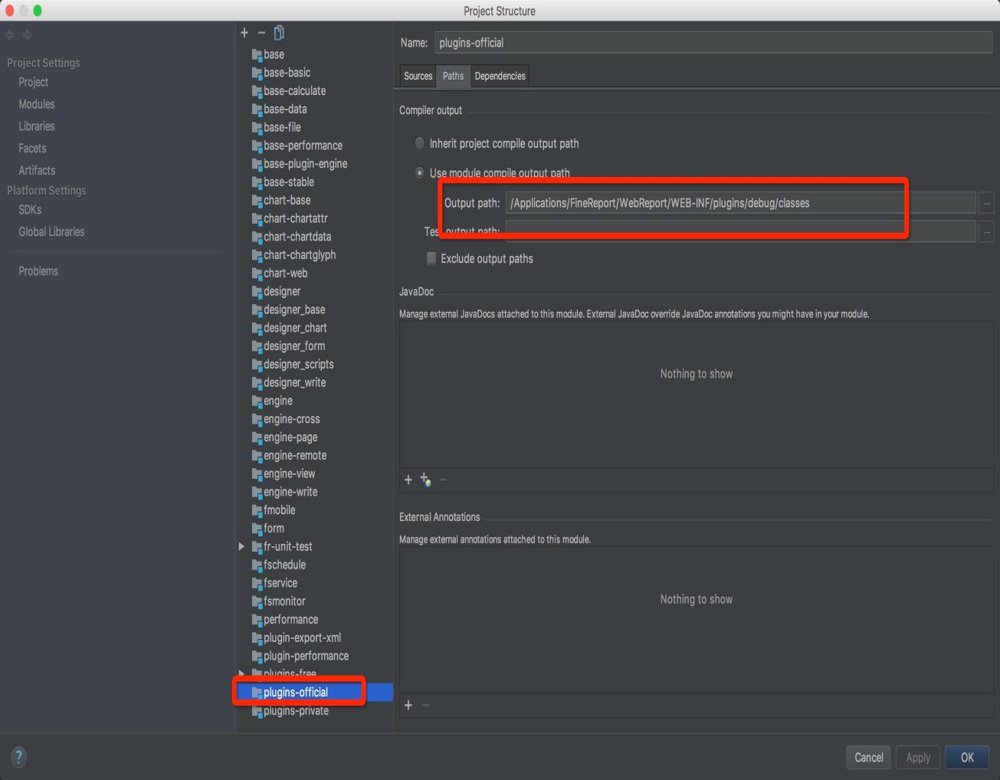 Project Structure
Project Settings
Project
Modules
Libraries
Facets
Artifacts
Platform Settings
SDKs
Global Libraries
Problems
base
base-basic
base-calculate
base-data
base-file
base-performance
base-plugin-engine
base-stable
chart-base
chart-chartattr
chart-chartdata
chart-chartglyph
chart-web
designer
designer_base
designer_chart
designer_form
designer_scripts
designer_write
engine
engine-cross
engine-page
engine-remote
engine-view
engine-write
fmobile
form
fr-unit-test
fschedule
fservice
fsmonitor
performance
plugin-export-xml
plugin-performance
plugins-free
plugins-official
plugins-private
Name: plugins-official
Sources Paths Dependencies
Compiler output
Inherit project compile output path
Use module compile output path
Output path: /Applications/FineReport/WebReport/WEB-INF/plugins/debug/classes ...
Test output path: ...
Exclude output paths
JavaDoc
Manage external JavaDocs attached to this module. External JavaDoc override JavaDoc annotations you might have in your module.
Nothing to show
External Annotations
Manage external annotations attached to this module.
Nothing to show
? Cancel Apply OK